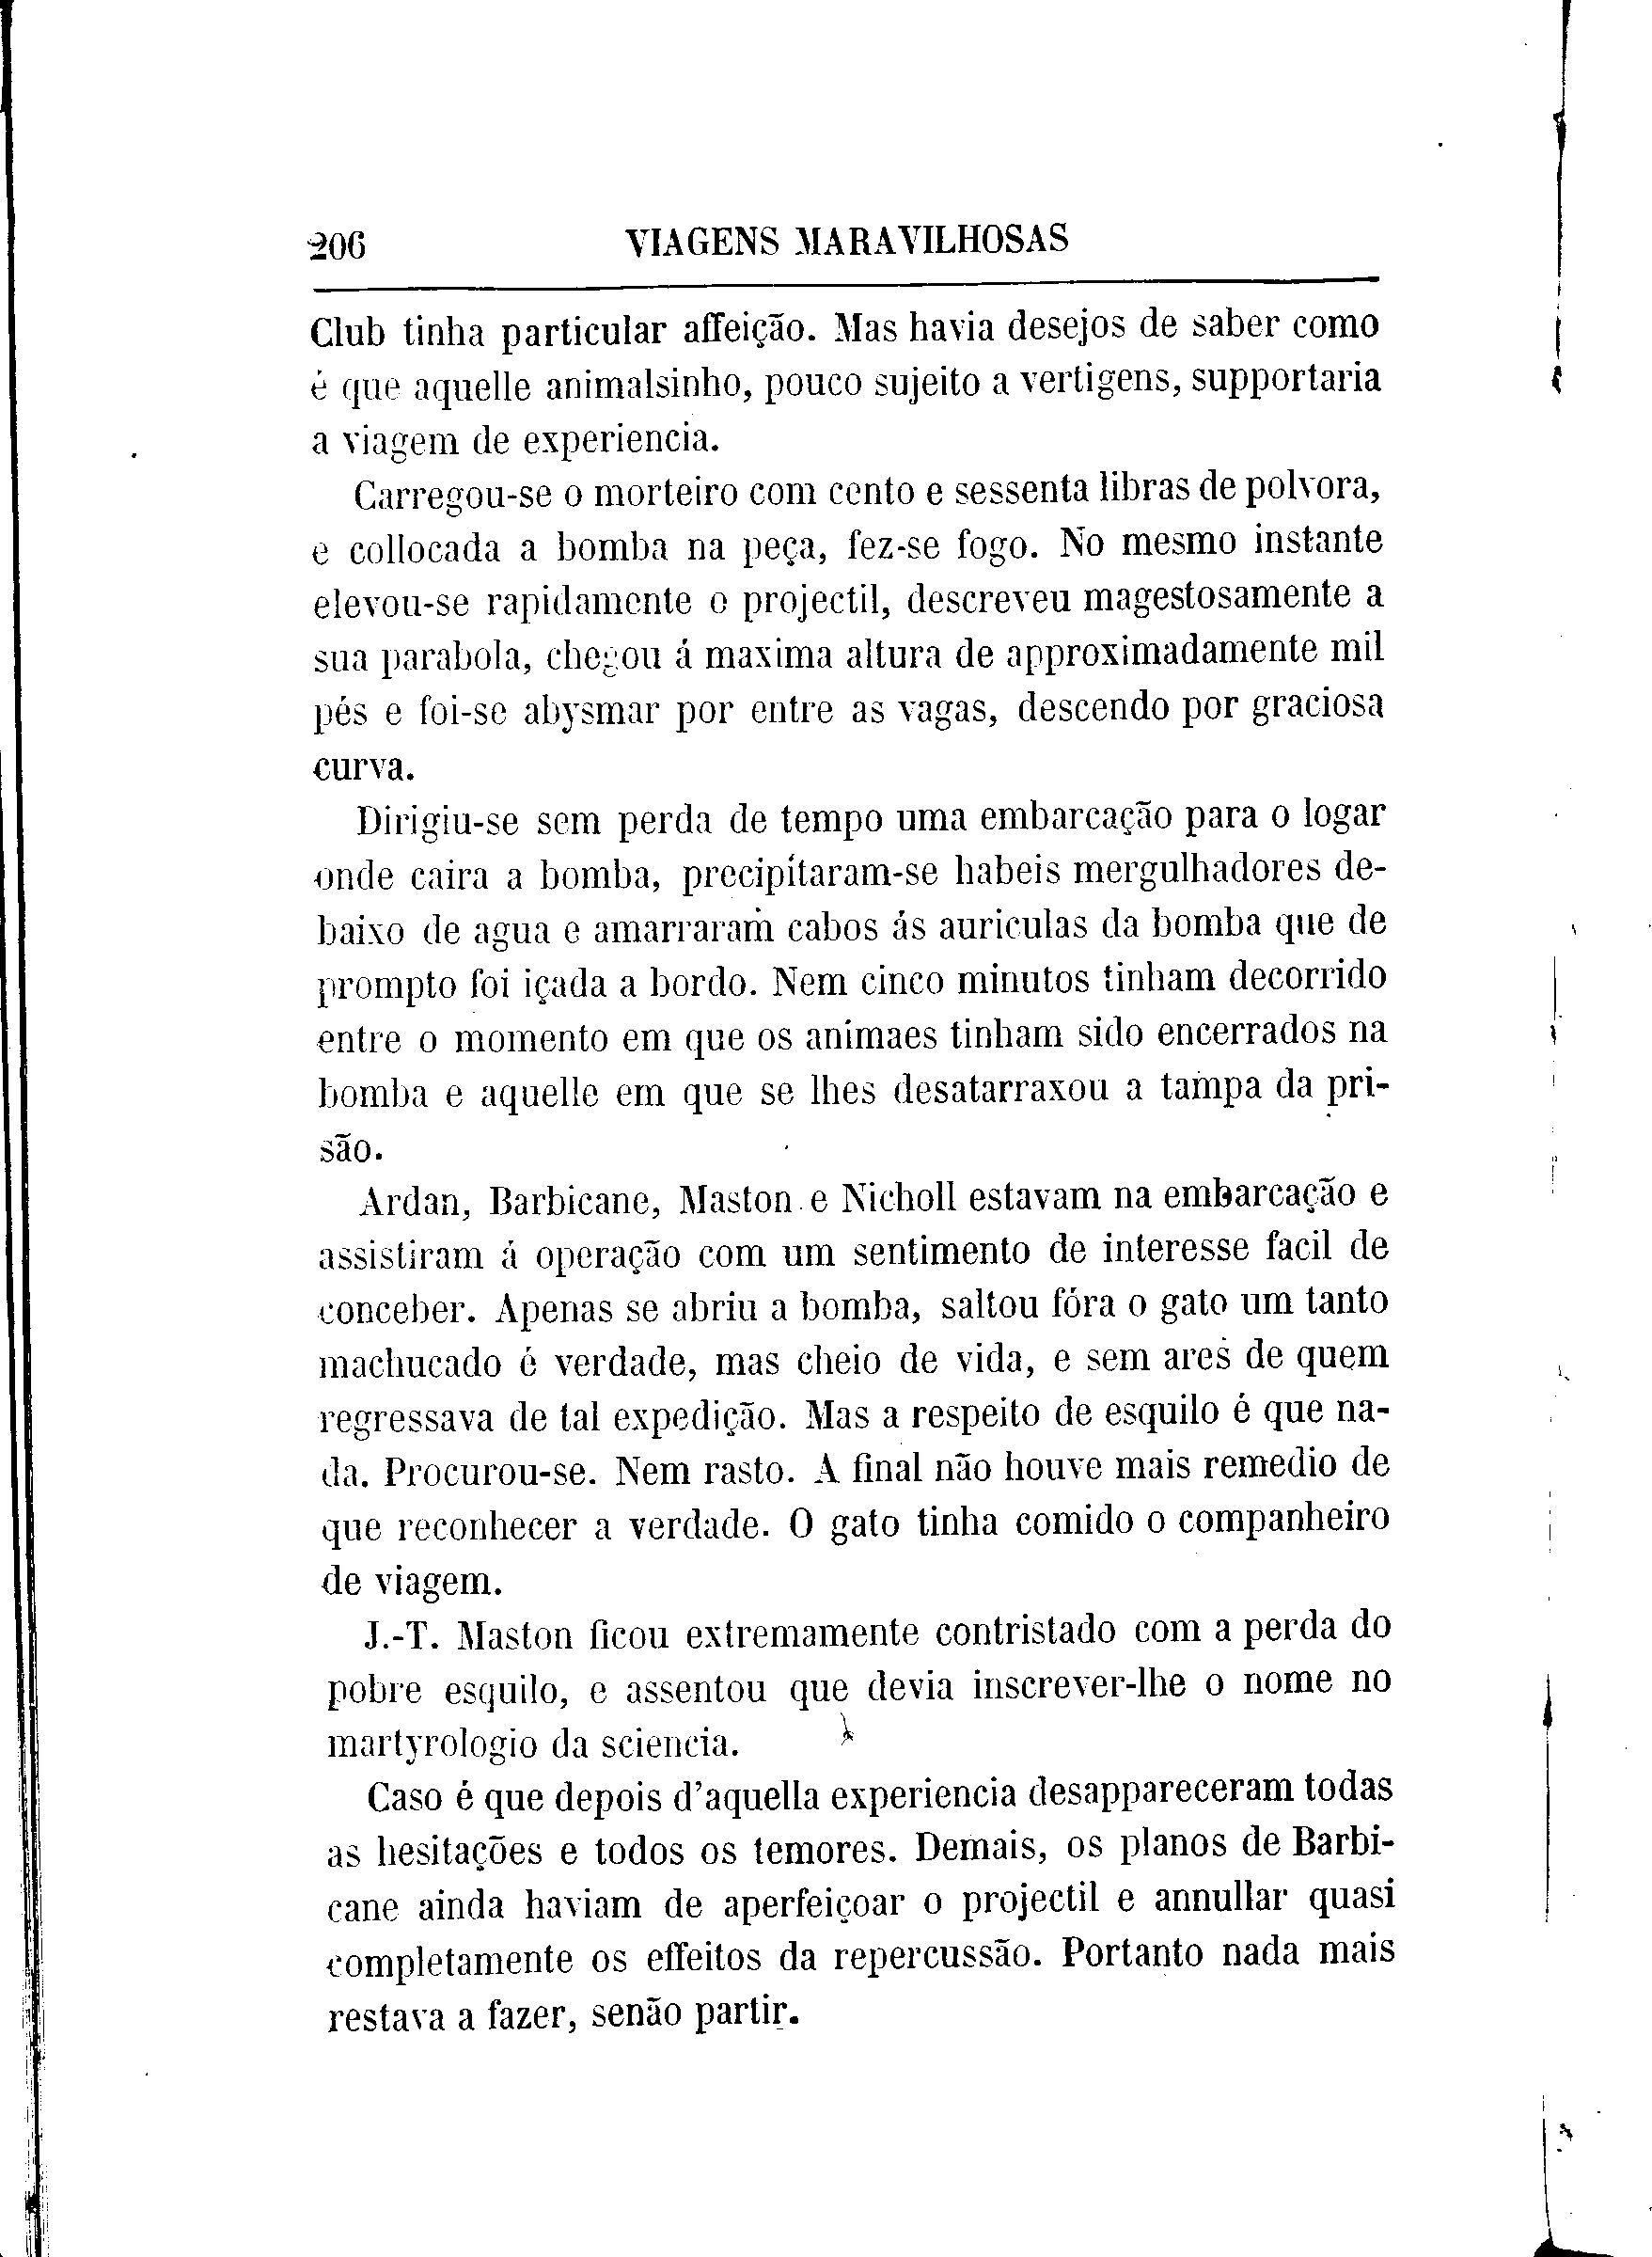 206 VIAGENS MARAVILHOSAS
Club tinha particular affeição. Mas havia desejos de saber como
é que aquelle animalsinho, pouco sujeito a vertigens, supportaria
a viagem de experiencia.
Carregou-se o morteiro com cento e sessenta libras de polvora,
e collocada a bomba na peça, fez-se fogo. No mesmo instante
elevou-se rapidamente o projectil, descreveu magestosamente a
sua parabola, chegou á maxima altura de approximadamente mil
pés e foi-se abysmar por entre as vagas, descendo por graciosa
curva.
Dirigiu-se sem perda de tempo uma embarcação para o logar
onde caira a bomba, precipitaram-se habeis mergulhadores de-
baixo de agua e amarraram cabos ás auriculas da bomba que de
prompto foi içada a bordo. Nem cinco minutos tinham decorrido
entre o momento em que os animaes tinham sido encerrados na
bomba e aquelle em que se lhes desatarraxou a tampa da pri-
são.
Ardan, Barbicane, Maston e Nicholl estavam na embarcação e
assistiram á operação com um sentimento de interesse facil de
conceber. Apenas se abriu a bomba, saltou fóra o gato um tanto
machucado é verdade, mas cheio de vida, e sem ares de quem
regressava de tal expedição. Mas a respeito de esquilo é que na-
da. Procurou-se. Nem rasto. A final não houve mais remedio de
que reconhecer a verdade. O gato tinha comido o companheiro
de viagem.
J.-T. Maston ficou extremamente contristado com a perda do
pobre esquilo, e assentou que devia inscrever-lhe o nome no
martyrologio da sciencia.
Caso é que depois d'aquella experiencia desappareceram todas
as hesitações e todos os temores. Demais, os planos de Barbi-
cane ainda haviam de aperfeiçoar o projectil e annullar quasi
completamente os effeitos da repercussão. Portanto nada mais
restava a fazer, senão partir.